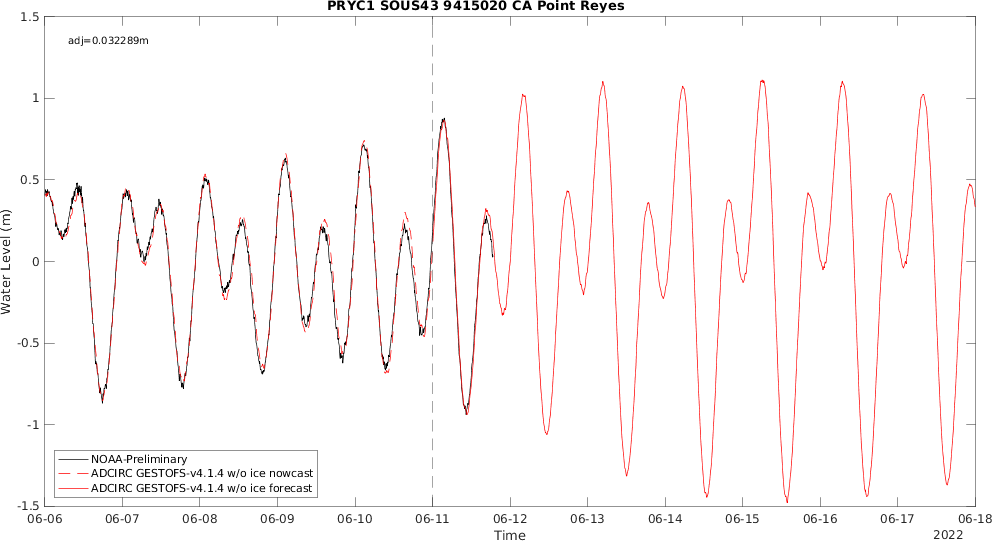 PRYC1 SOUS43 9415020 CA Point Reyes
1.5
adj=0.032289m
1
0.5
0
-0.5
-1
-1.5
Water Level (m)
NOAA-Preliminary
ADCIRC GESTOFS-v4.1.4 w/o ice nowcast
ADCIRC GESTOFS-v4.1.4 w/o ice forecast
06-06 06-07 06-08 06-09 06-10 06-11 06-12 06-13 06-14 06-15 06-16 06-17 06-18
Time
2022